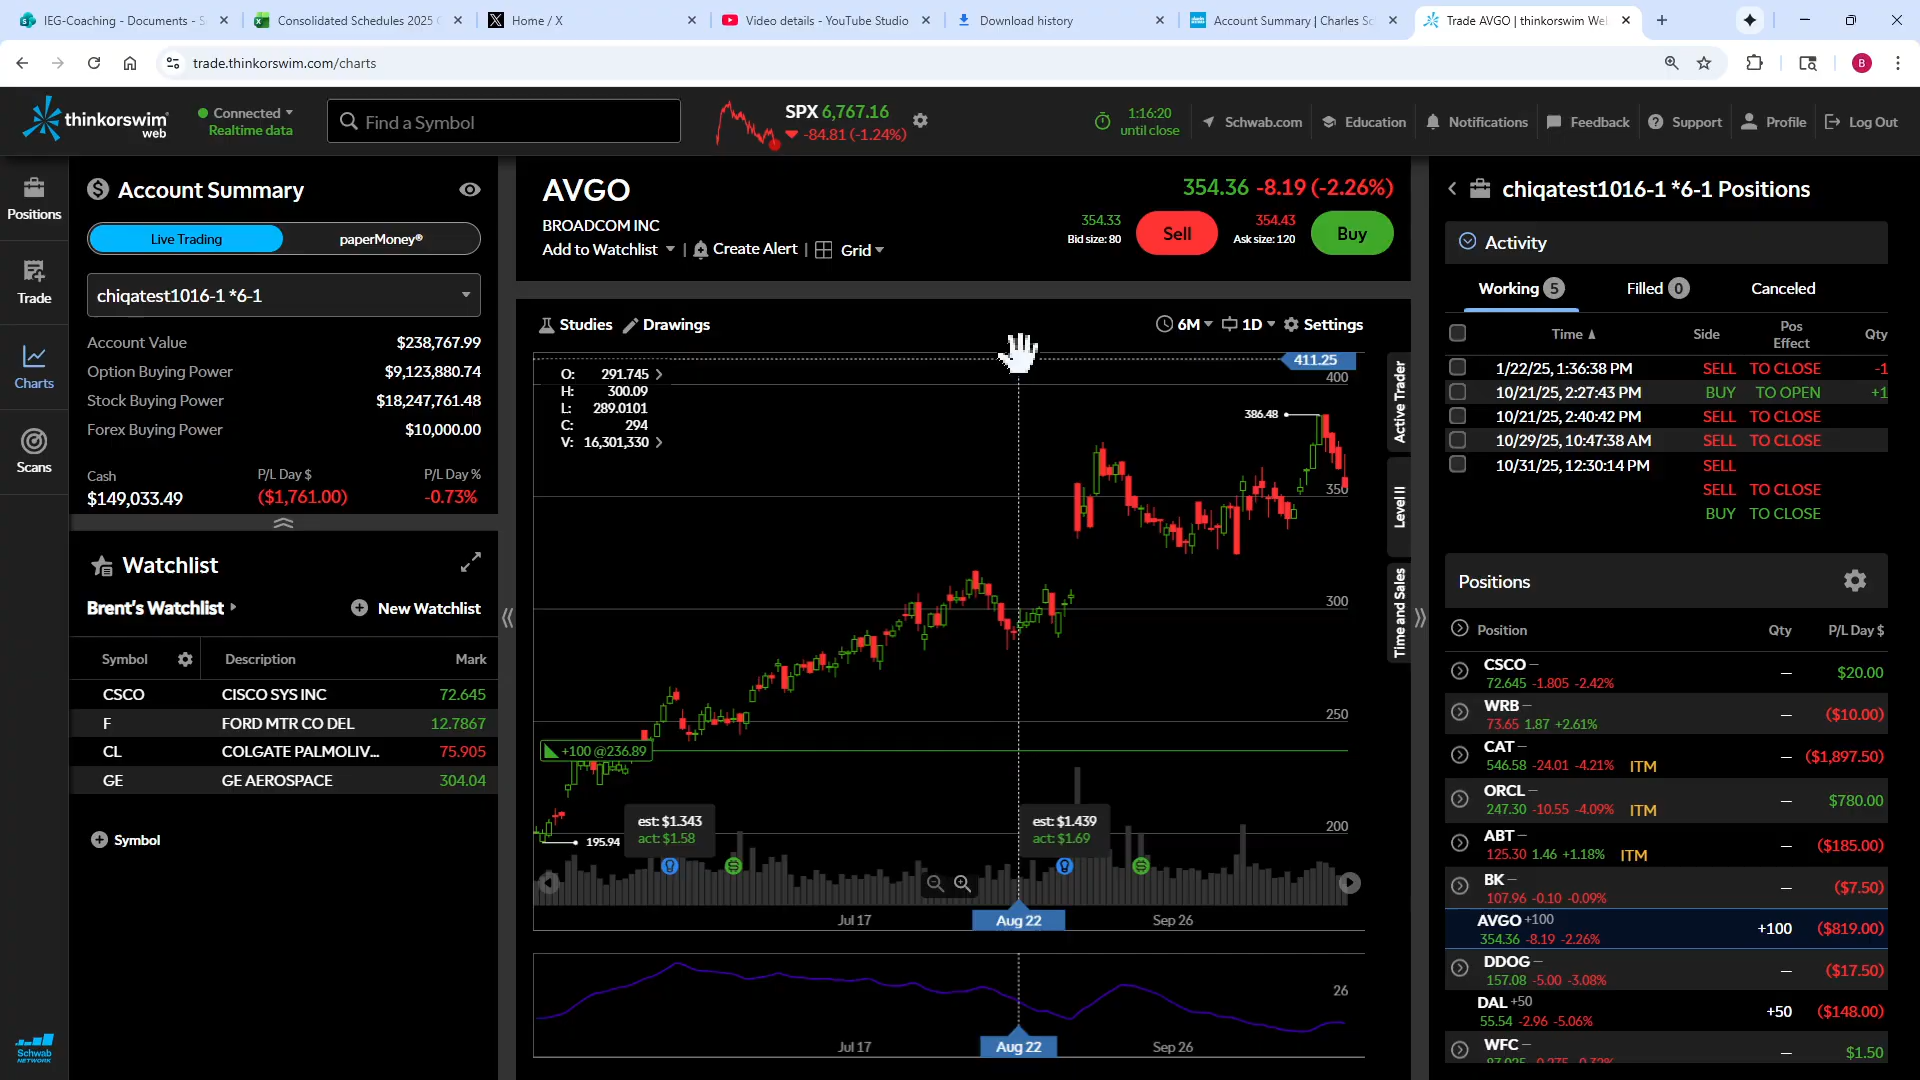 IEG-Coaching - Documents - S
Consolidated Schedules 2025 C
Home / X
Video details - YouTube Studio
Download history
Account Summary | Charles Sc
Trade AVGO | thinkorswim We
trade.thinkorswim.com/charts
B
thinkorswim
web
Connected
Realtime data
Find a Symbol
SPX 6,767.16
-84.81 (-1.24%)
1:16:20
until close
Schwab.com
Education
Notifications
Feedback
Support
Profile
Log Out
Positions
Trade
Charts
Scans
Schwab
NETWORK
Account Summary
Live Trading
paperMoney®
chiqatest1016-1 *6-1
Account Value $238,767.99
Option Buying Power $9,123,880.74
Stock Buying Power $18,247,761.48
Forex Buying Power $10,000.00
Cash P/L Day $ P/L Day %
$149,033.49 ($1,761.00) -0.73%
Watchlist
Brent's Watchlist
New Watchlist
Symbol Description Mark
CSCO CISCO SYS INC 72.645
F FORD MTR CO DEL 12.7867
CL COLGATE PALMOLIV... 75.905
GE GE AEROSPACE 304.04
Symbol
AVGO
BROADCOM INC
Add to Watchlist | Create Alert | Grid
354.36 -8.19 (-2.26%)
354.33
Bid size: 80
Sell
354.43
Ask size: 120
Buy
Studies
Drawings
6M
1D
Settings
O: 291.745
H: 300.09
L: 289.0101
C: 294
V: 16,301,330
411.25
400
386.48
350
300
250
+100 @236.89
200
195.94
est: $1.343
act: $1.58
est: $1.439
act: $1.69
Jul 17
Aug 22
Sep 26
26
Jul 17
Aug 22
Sep 26
Active Trader
Level II
Time and Sales
chiqatest1016-1 *6-1 Positions
Activity
Working 5
Filled 0
Canceled
Time Side Pos Effect Qty
1/22/25, 1:36:38 PM SELL TO CLOSE -1
10/21/25, 2:27:43 PM BUY TO OPEN +1
10/21/25, 2:40:42 PM SELL TO CLOSE
10/29/25, 10:47:38 AM SELL TO CLOSE
10/31/25, 12:30:14 PM SELL
SELL TO CLOSE
BUY TO CLOSE
Positions
Position Qty P/L Day $
CSCO — — $20.00
72.645 -1.805 -2.42%
WRB — — ($10.00)
73.65 1.87 +2.61%
CAT — — ($1,897.50)
546.58 -24.01 -4.21% ITM
ORCL — — $780.00
247.30 -10.55 -4.09% ITM
ABT — — ($185.00)
125.30 1.46 +1.18% ITM
BK — — ($7.50)
107.96 -0.10 -0.09%
AVGO +100 +100 ($819.00)
354.36 -8.19 -2.26%
DDOG — — ($17.50)
157.08 -5.00 -3.08%
DAL +50 +50 ($148.00)
55.54 -2.96 -5.06%
WFC — — $1.50